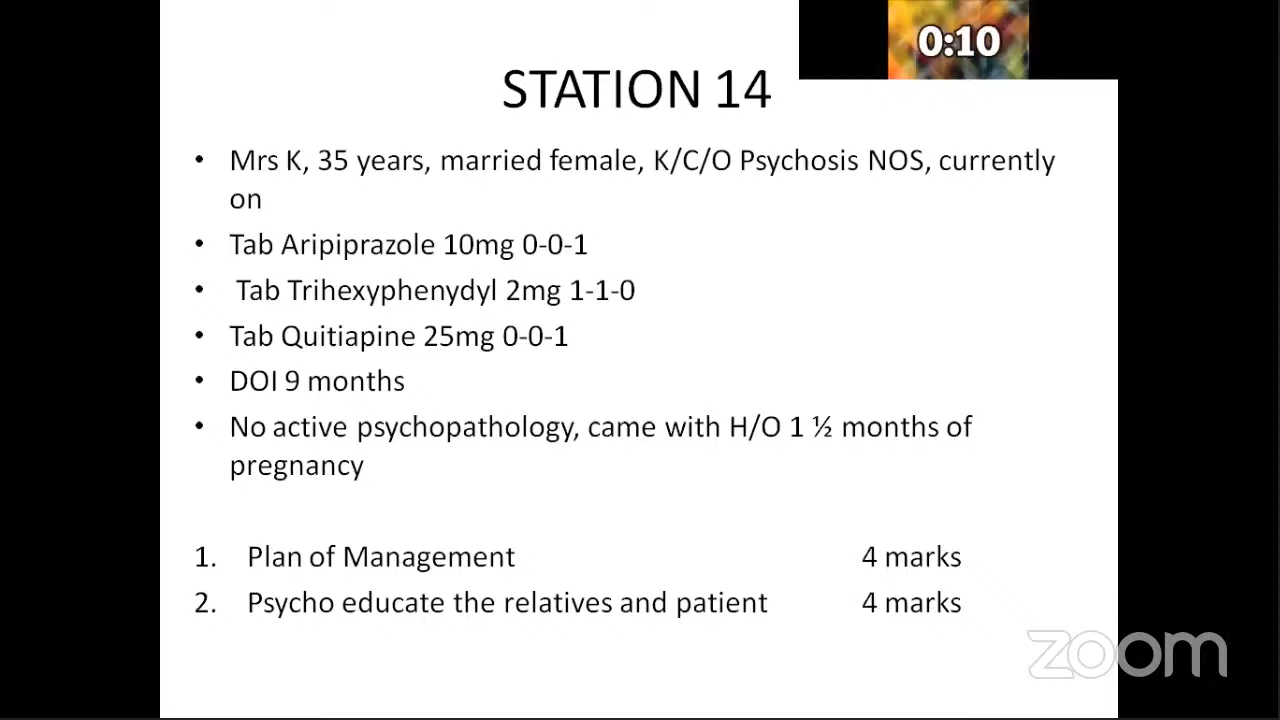 0:10
STATION 14
• Mrs K, 35 years, married female, K/C/O Psychosis NOS, currently
on
• Tab Aripiprazole 10mg 0-0-1
• Tab Trihexyphenydyl 2mg 1-1-0
• Tab Quitiapine 25mg 0-0-1
• DOI 9 months
• No active psychopathology, came with H/O 1 ½ months of
pregnancy
1. Plan of Management 4 marks
2. Psycho educate the relatives and patient 4 marks
zoom